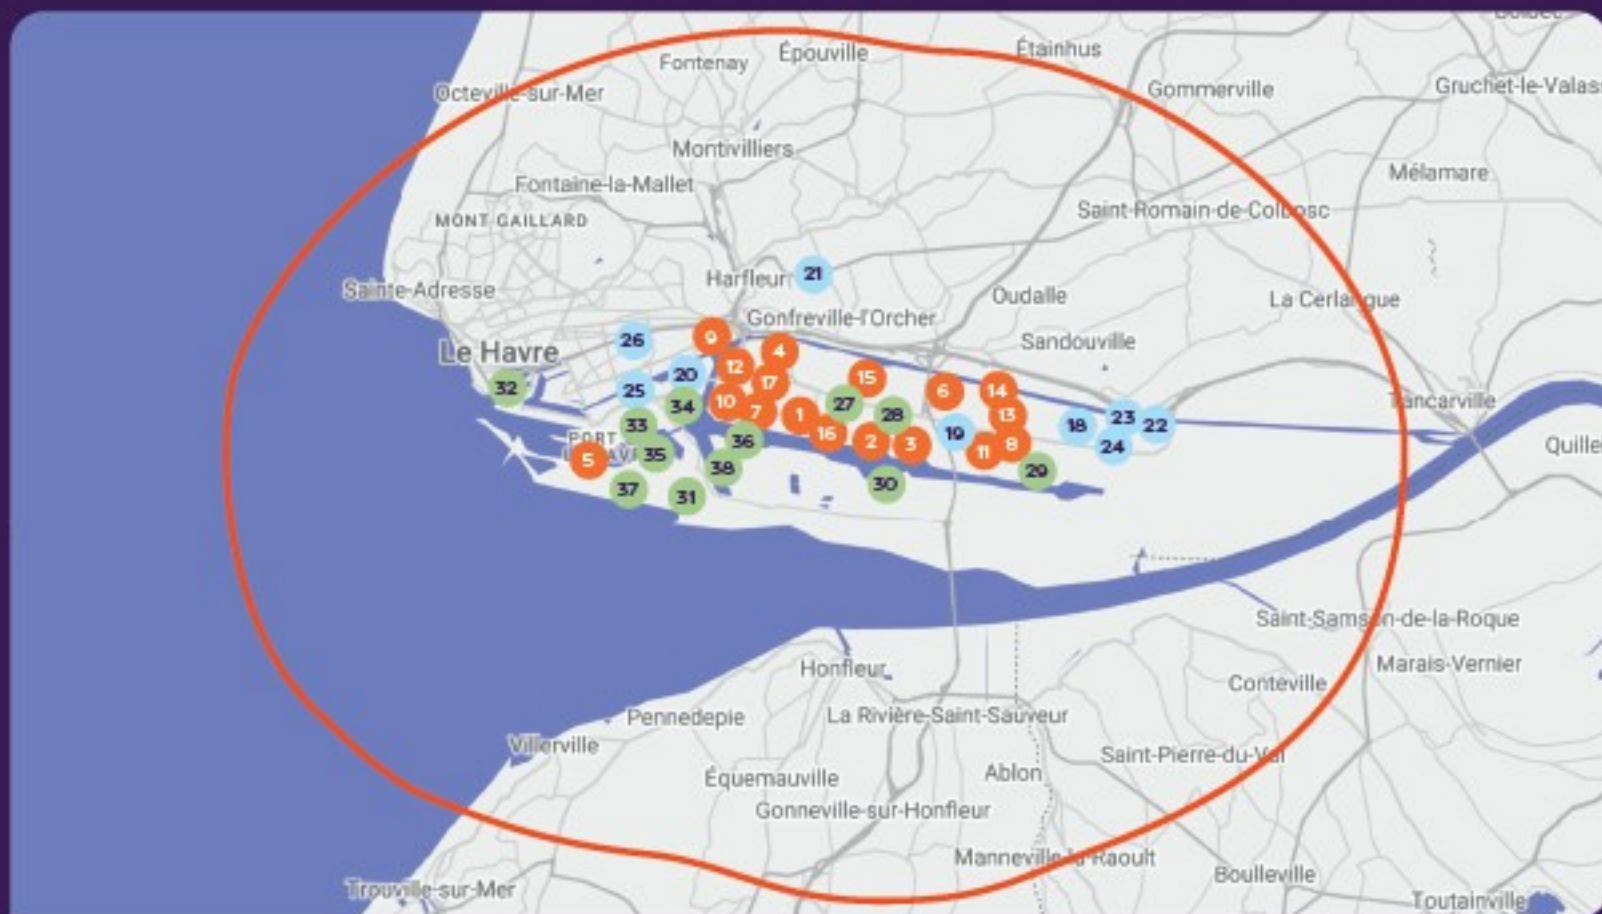 Épouville
Étainhus
Fontenay
Gommerville
Gruchet-le-Valas
Octeville-sur-Mer
Montivilliers
Mélamare
Fontaine-la-Mallet
MONT GAILLARD
Saint-Romain-de-Colbosc
Harfleur
21
Sainte-Adresse
Oudalle
La Cerlangue
Gonfreville-l'Orcher
Sandouville
26
9
4
Le Havre
12
20
17
15
32
25
6
14
Tancarville
34
10
7
1
27
28
13
23
33
16
19
18
22
PORT
36
2
3
11
8
24
Quille
5
35
38
29
37
31
30
Saint-Samson-de-la-Roque
Honfleur
Marais-Vernier
Conteville
Pennedepie
La Rivière-Saint-Sauveur
Villerville
Saint-Pierre-du-Val
Équemauville
Ablon
Gonneville-sur-Honfleur
Manneville-la-Raoult
Boulleville
Trouville-sur-Mer
Toutainville